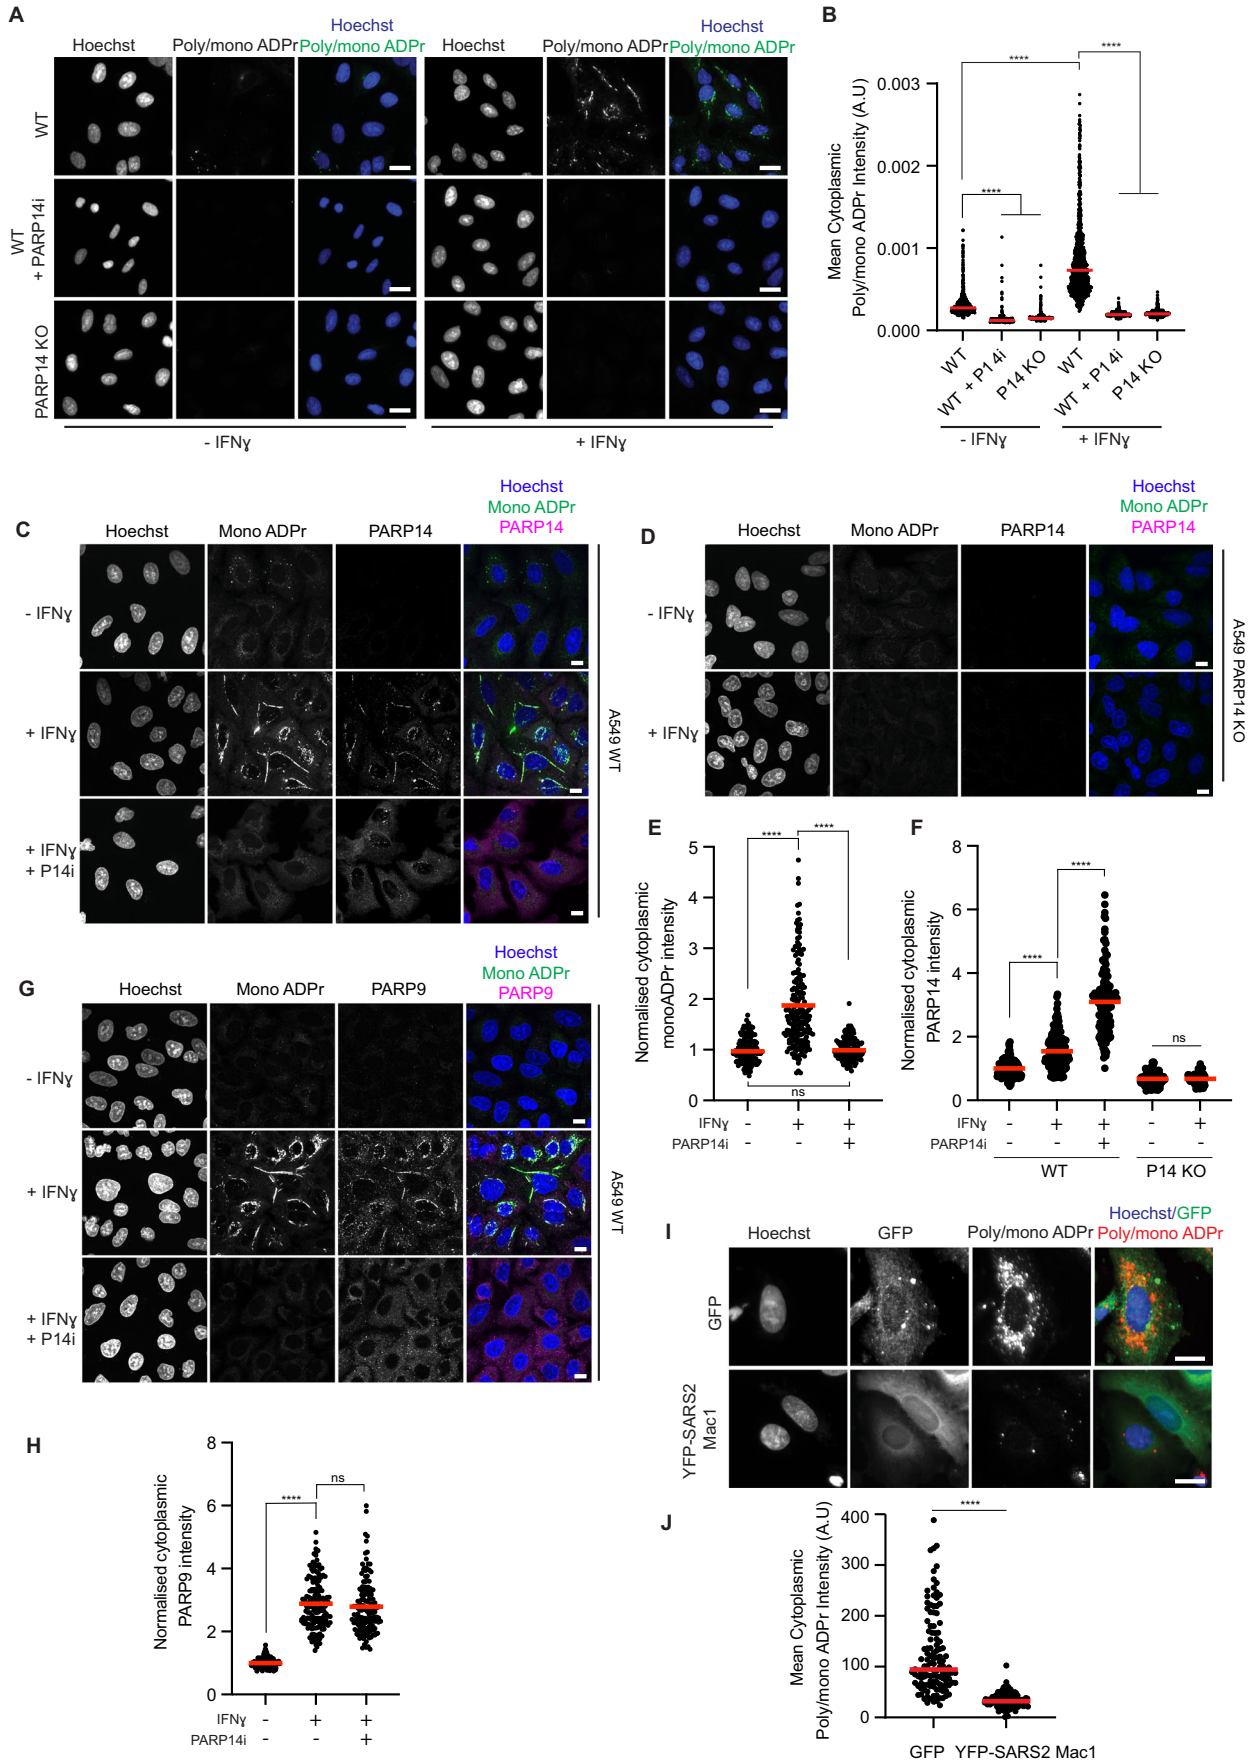 A
Hoechst Poly/mono ADPr
Hoechst
Poly/mono ADPr
Hoechst Poly/mono ADPr
Hoechst
Poly/mono ADPr
WT
WT
+ PARP14i
PARP14 KO
- IFNɣ
+ IFNɣ
B
Mean Cytoplasmic
Poly/mono ADPr Intensity (A.U)
0.003
0.002
0.001
0.000
****
****
****
****
WT
WT + P14i
P14 KO
WT
WT + P14i
P14 KO
- IFNɣ
+ IFNɣ
C
Hoechst
Mono ADPr
PARP14
Hoechst
Mono ADPr
PARP14
- IFNɣ
+ IFNɣ
+ IFNɣ
+ P14i
A549 WT
D
Hoechst
Mono ADPr
PARP14
Hoechst
Mono ADPr
PARP14
- IFNɣ
+ IFNɣ
A549 PARP14 KO
E
Normalised cytoplasmic
monoADPr intensity
5
4
3
2
1
0
****
****
ns
IFNɣ - + +
PARP14i - - +
F
Normalised cytoplasmic
PARP14 intensity
8
6
4
2
0
****
****
ns
IFNɣ - + + - +
PARP14i - - +
WT
P14 KO
G
Hoechst
Mono ADPr
PARP9
Hoechst
Mono ADPr
PARP9
- IFNɣ
+ IFNɣ
+ IFNɣ
+ P14i
A549 WT
H
Normalised cytoplasmic
PARP9 intensity
8
6
4
2
0
****
ns
IFNɣ - + +
PARP14i - - +
I
Hoechst
GFP
Poly/mono ADPr
Hoechst/GFP
Poly/mono ADPr
GFP
YFP-SARS2
Mac1
J
Mean Cytoplasmic
Poly/mono ADPr Intensity (A.U)
400
300
200
100
0
****
GFP YFP-SARS2 Mac1